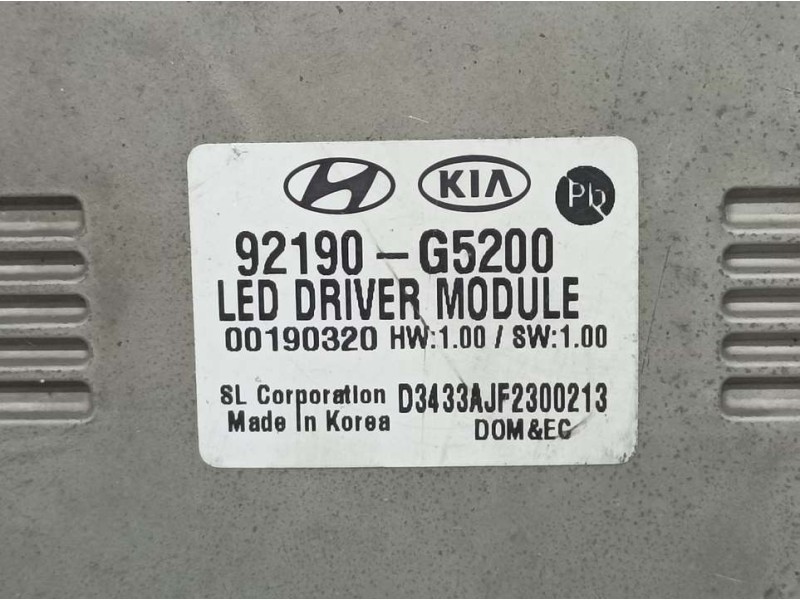 KIA Pb
92190-G5200
LED DRIVER MODULE
00190320 HW:1.00 / SW:1.00
SL Corporation D3433AJF2300213
Made In Korea DOM&EC